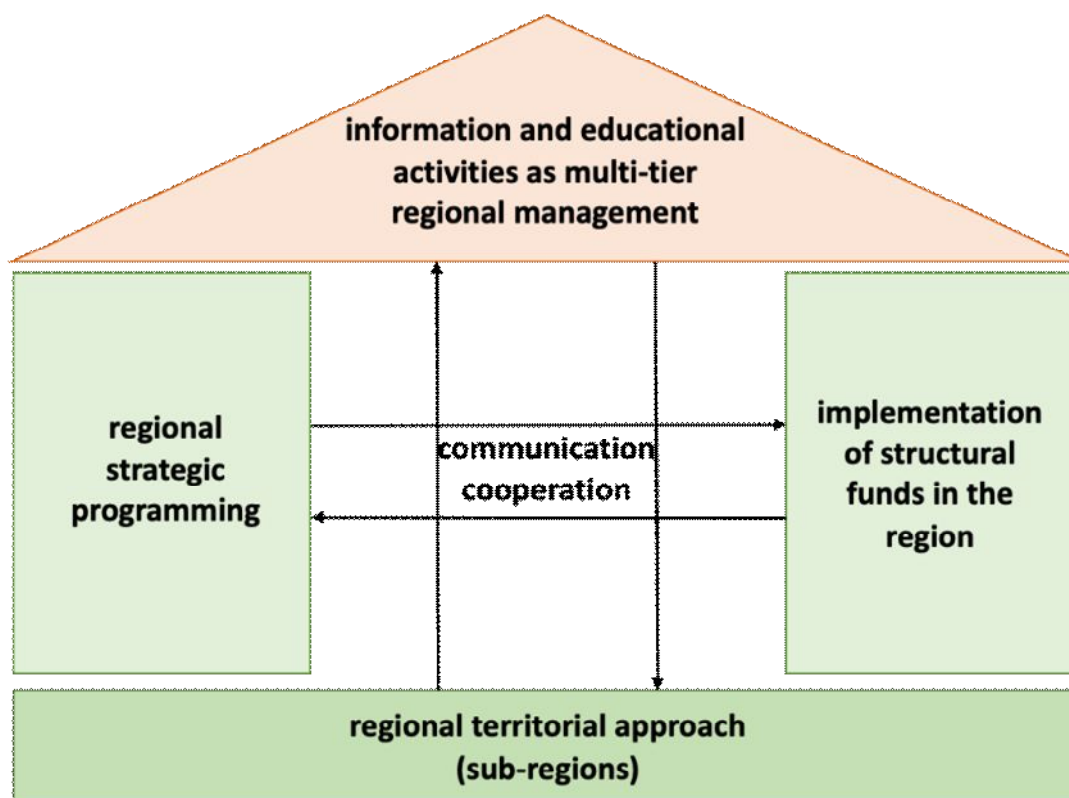 information and educational
activities as multi-tier
regional management
regional
strategic
programming
communication
cooperation
implementation
of structural
funds in the
region
regional territorial approach
(sub-regions)